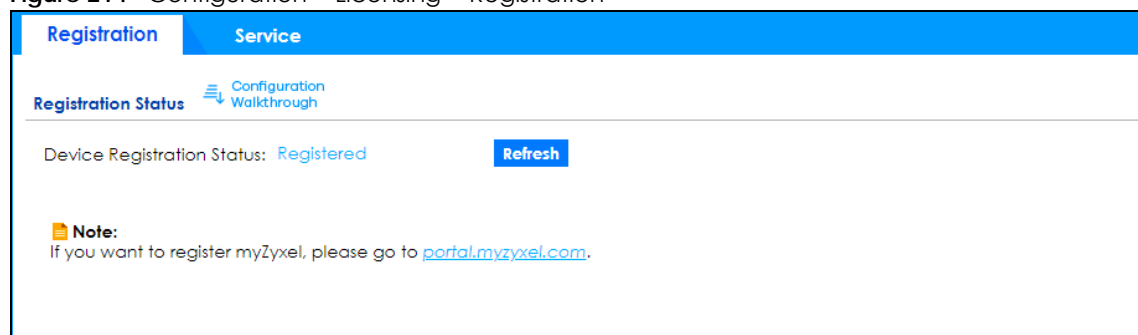 Registration Service
Configuration
Walkthrough
Registration Status
Device Registration Status: Registered Refresh
Note:
If you want to register myZyxel, please go to portal.myzyxel.com.